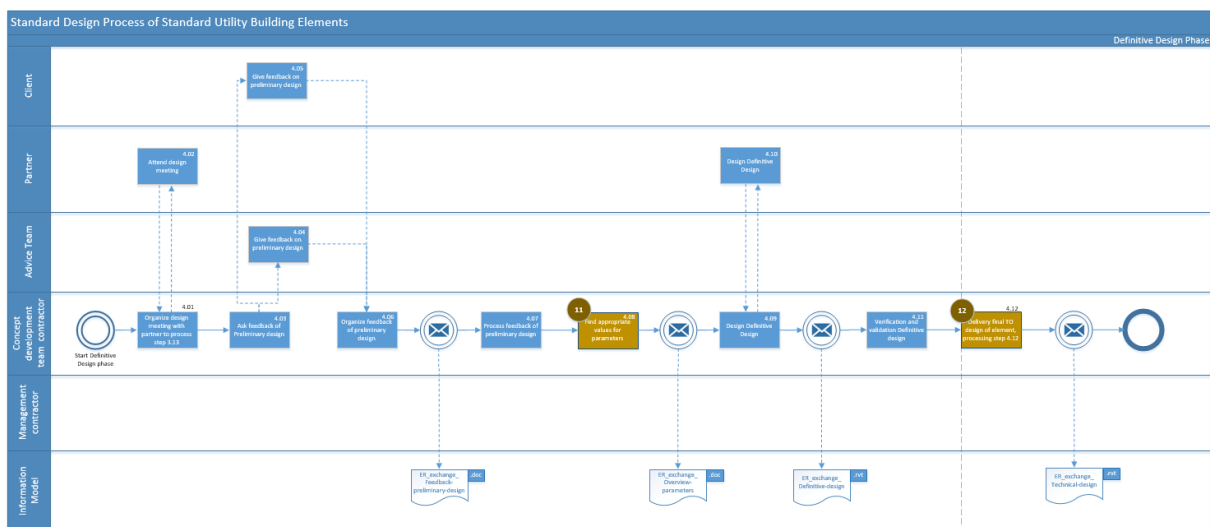 Standard Design Process of Standard Utility Building Elements
Definitive Design Phase
Client
4.05
Give feedback on
preliminary design
Partner
4.02
Attend design
meeting
4.10
Design Definitive
Design
Advice Team
4.04
Give feedback on
preliminary design
Concept
development
team contractor
Start Definitive
Design phase
4.01
Organize design
meeting with
partner to process
step 3.13
4.03
Ask feedback of
Preliminary design
4.06
Organize feedback
of preliminary
design
4.07
Process feedback of
preliminary design
11
4.08
Find appropriate
values for
parameters
4.09
Design Definitive
Design
4.11
Verification and
validation Definitive
design
12
4.12
Delivery final TO
design of element,
processing step 4.12
Management
contractor
Information
Model
ER_exchange_
Feedback-
preliminary-design
.doc
ER_exchange_
Overview-
parameters
.doc
ER_exchange_
Definitive-design
.rvt
ER_exchange_
Technical-design
.rvt